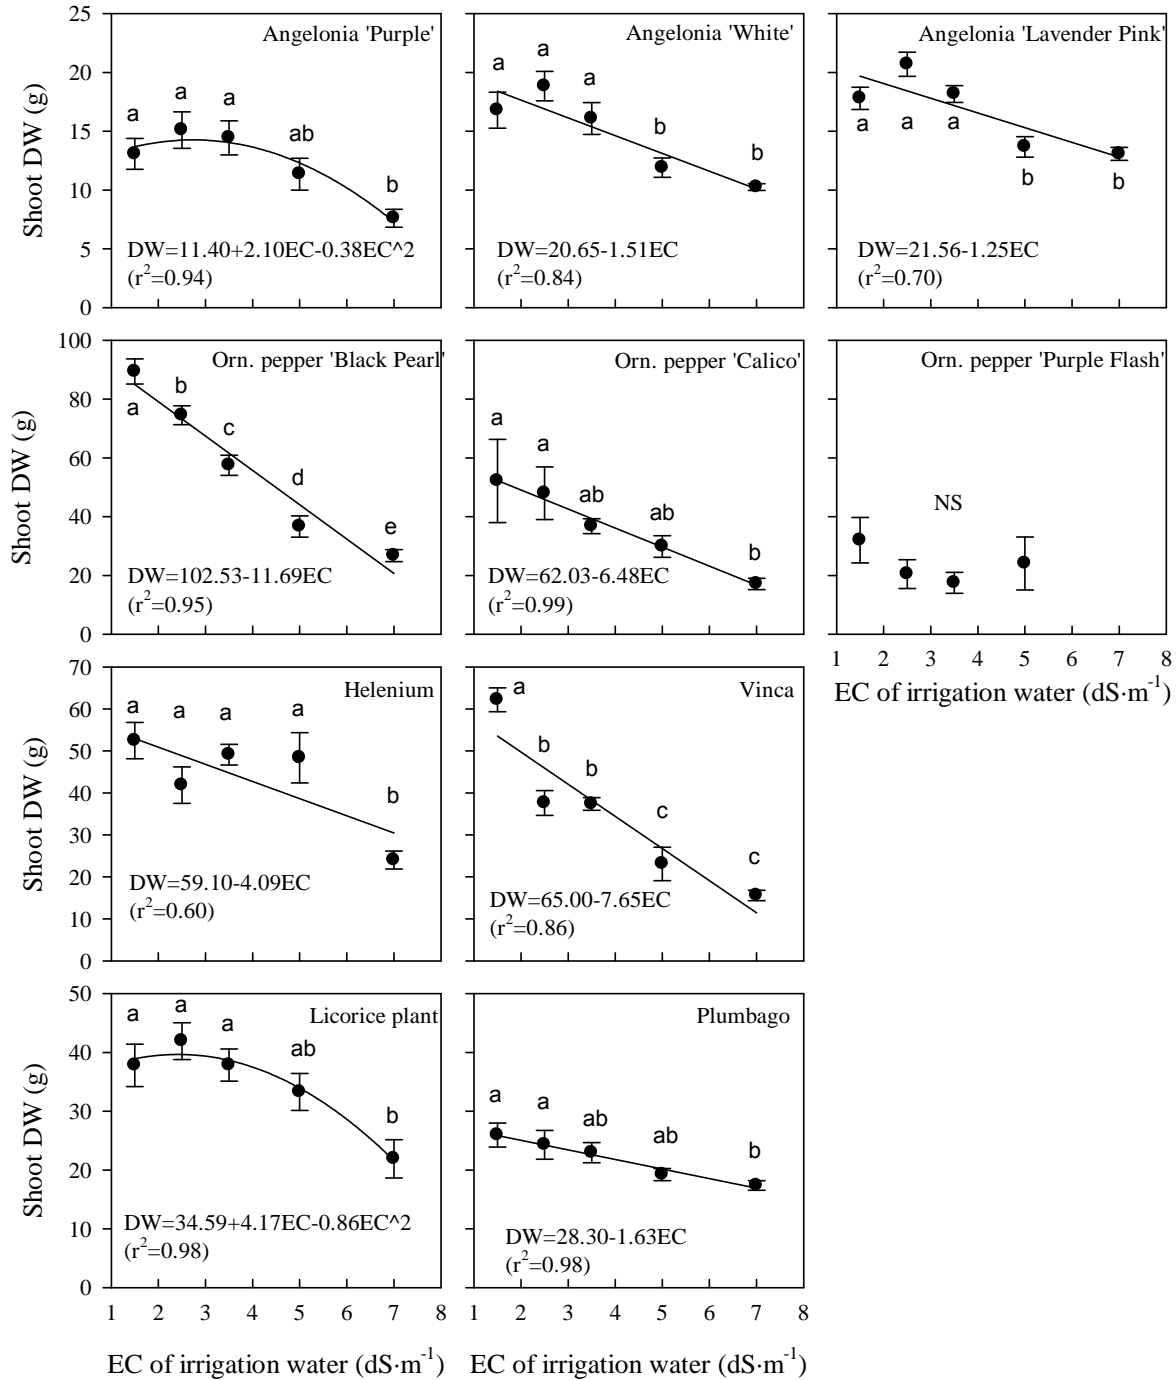 Angelonia 'Purple'
Angelonia 'White'
Angelonia 'Lavender Pink'
Shoot DW (g)
25
20
15
10
5
0
a
a
a
ab
b
DW=11.40+2.10EC-0.38EC^2
(r²=0.94)
a
a
a
b
b
DW=20.65-1.51EC
(r²=0.84)
a
a
a
b
b
DW=21.56-1.25EC
(r²=0.70)
Orn. pepper 'Black Pearl'
Orn. pepper 'Calico'
Orn. pepper 'Purple Flash'
Shoot DW (g)
100
80
60
40
20
0
a
b
c
d
e
DW=102.53-11.69EC
(r²=0.95)
a
a
ab
ab
b
DW=62.03-6.48EC
(r²=0.99)
NS
1 2 3 4 5 6 7 8
EC of irrigation water (dS·m⁻¹)
Helenium
Vinca
Shoot DW (g)
70
60
50
40
30
20
10
0
a
a
a
a
b
DW=59.10-4.09EC
(r²=0.60)
a
b
b
c
c
DW=65.00-7.65EC
(r²=0.86)
Licorice plant
Plumbago
Shoot DW (g)
50
40
30
20
10
0
a
a
a
ab
b
DW=34.59+4.17EC-0.86EC^2
(r²=0.98)
a
a
ab
ab
b
DW=28.30-1.63EC
(r²=0.98)
1 2 3 4 5 6 7 8
1 2 3 4 5 6 7 8
EC of irrigation water (dS·m⁻¹)
EC of irrigation water (dS·m⁻¹)